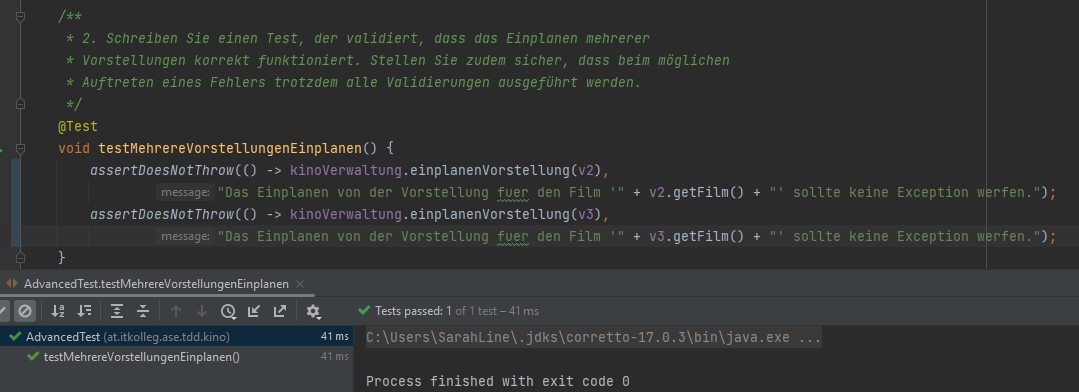 /**
* 2. Schreiben Sie einen Test, der validiert, dass das Einplanen mehrerer
* Vorstellungen korrekt funktioniert. Stellen Sie zudem sicher, dass beim möglichen
* Auftreten eines Fehlers trotzdem alle Validierungen ausgeführt werden.
*/
@Test
void testMehrereVorstellungenEinplanen() {
assertDoesNotThrow(() -> kinoVerwaltung.einplanenVorstellung(v2),
message: "Das Einplanen von der Vorstellung fuer den Film '" + v2.getFilm() + "' sollte keine Exception werfen.");
assertDoesNotThrow(() -> kinoVerwaltung.einplanenVorstellung(v3),
message: "Das Einplanen von der Vorstellung fuer den Film '" + v3.getFilm() + "' sollte keine Exception werfen.");
}
AdvancedTest.testMehrereVorstellungenEinplanen ×
Tests passed: 1 of 1 test – 41 ms
AdvancedTest (at.itkolleg.ase.tdd.kino) 41 ms
testMehrereVorstellungenEinplanen() 41 ms
C:\Users\SarahLine\.jdks\corretto-17.0.3\bin\java.exe ...
Process finished with exit code 0